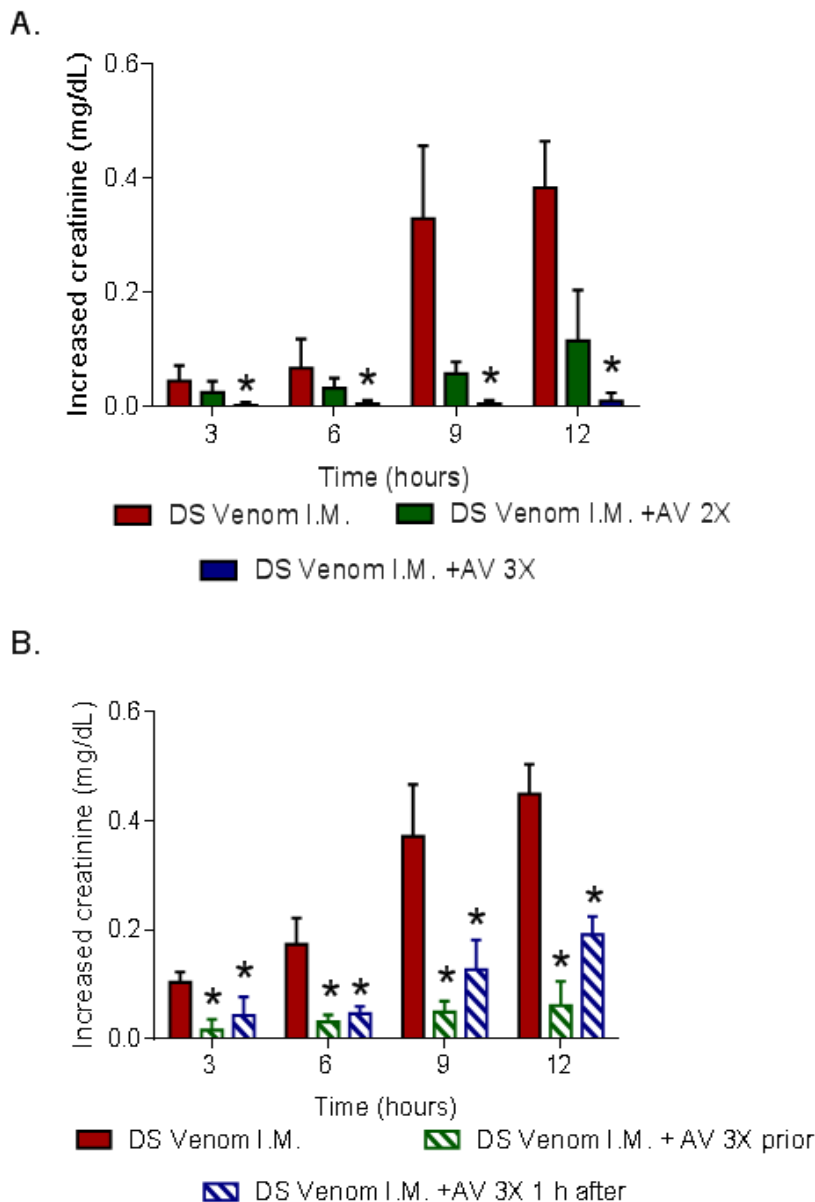 A.
Increased creatinine (mg/dL)
0.6
0.4
0.2
0.0
* * * *
3 6 9 12
Time (hours)
DS Venom I.M. DS Venom I.M. +AV 2X
DS Venom I.M. +AV 3X
B.
Increased creatinine (mg/dL)
0.6
0.4
0.2
0.0
* * * * * * * *
3 6 9 12
Time (hours)
DS Venom I.M. DS Venom I.M. + AV 3X prior
DS Venom I.M. +AV 3X 1 h after